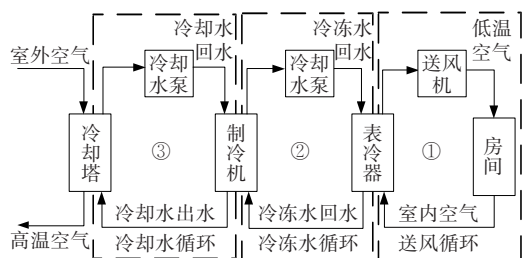 室外空气
冷却水
回水
冷却
水泵
冷冻水
回水
冷却
水泵
低温
空气
送风
机
冷却塔
③
制冷机
②
表冷器
①
房间
冷却水出水
冷冻水回水
室内空气
高温空气
冷却水循环
冷冻水循环
送风循环